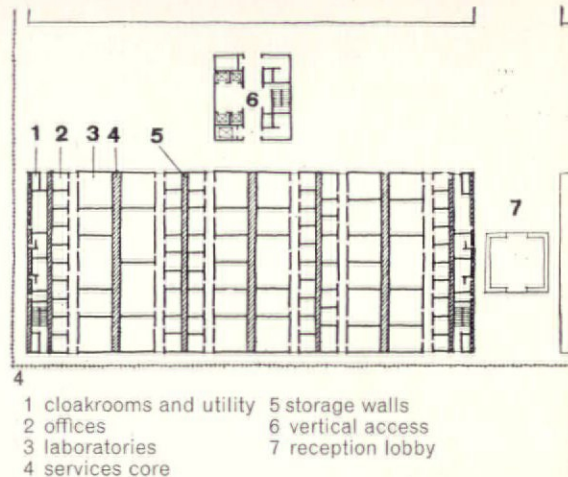 6
1 2 3 4 5
7
4
1 cloakrooms and utility 5 storage walls
2 offices 6 vertical access
3 laboratories 7 reception lobby
4 services core